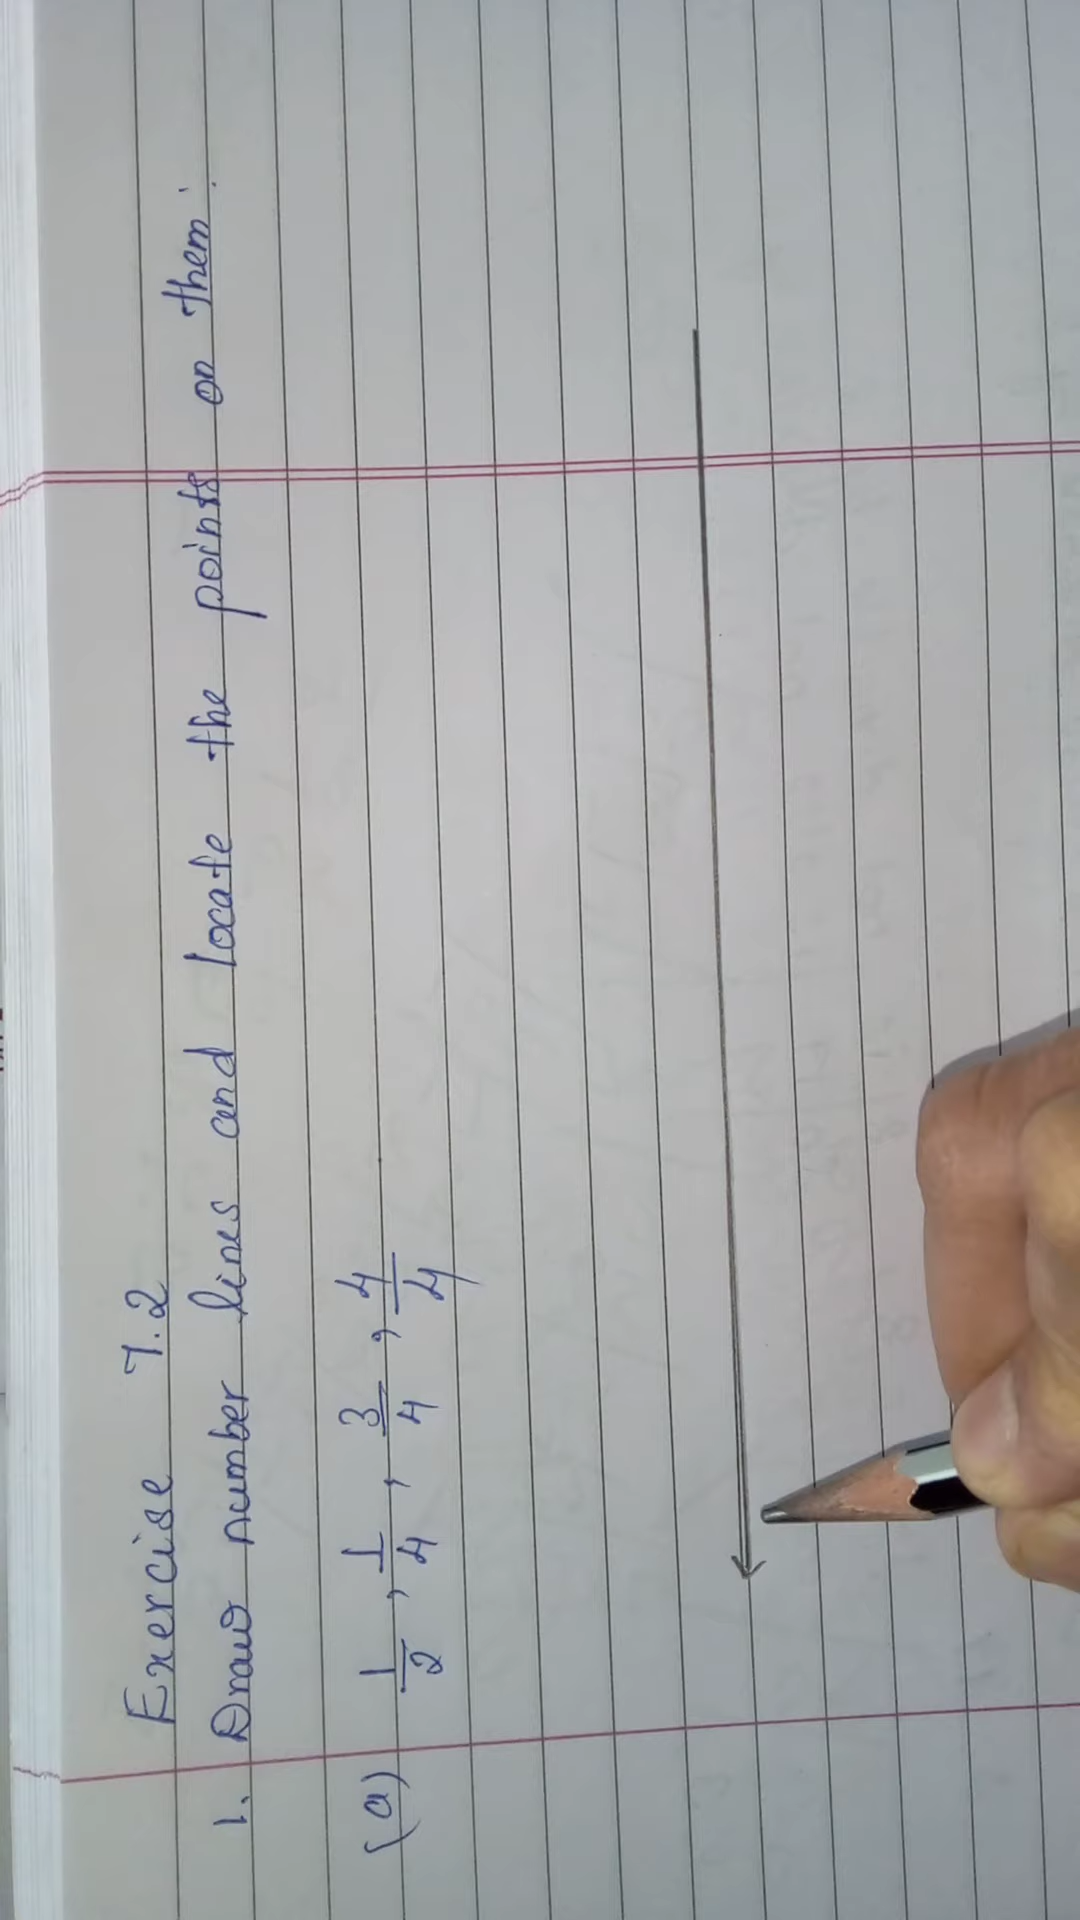 Exercise 7.2
1. Draw number lines and locate the points on them:
(a) 1/2, 1/4, 3/4, 4/4